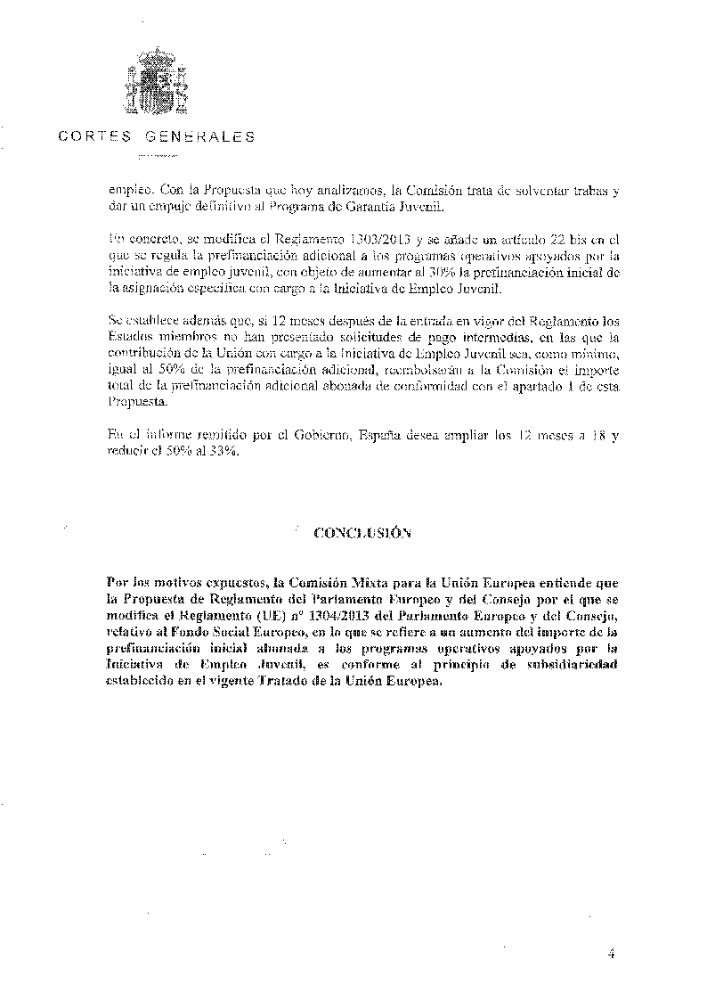 CORTES GENERALES
empleo. Con la Propuesta que hoy analizamos, la Comisión trata de solventar trabas y
dar un empuje definitivo al Programa de Garantía Juvenil.
En concreto, se modifica el Reglamento 1303/2013 y se añade un artículo 22 bis en el
que se regula la prefinanciación adicional a los programas operativos apoyados por la
iniciativa de empleo juvenil, con objeto de aumentar al 30% la prefinanciación inicial de
la asignación específica con cargo a la Iniciativa de Empleo Juvenil.
Se establece además que, si 12 meses después de la entrada en vigor del Reglamento los
Estados miembros no han presentado solicitudes de pago intermedias, en las que la
contribución de la Unión con cargo a la Iniciativa de Empleo Juvenil sea, como mínimo,
igual al 50% de la prefinanciación adicional, reembolsarán a la Comisión el importe
total de la prefinanciación adicional abonada de conformidad con el apartado 1 de esta
Propuesta.
En el informe remitido por el Gobierno, España desea ampliar los 12 meses a 18 y
reducir el 50% al 33%.
CONCLUSIÓN
Por los motivos expuestos, la Comisión Mixta para la Unión Europea entiende que
la Propuesta de Reglamento del Parlamento Europeo y del Consejo por el que se
modifica el Reglamento (UE) nº 1304/2013 del Parlamento Europeo y del Consejo,
relativo al Fondo Social Europeo, en lo que se refiere a un aumento del importe de la
prefinanciación inicial abonada a los programas operativos apoyados por la
Iniciativa de Empleo Juvenil, es conforme al principio de subsidiariedad
establecido en el vigente Tratado de la Unión Europea.
4